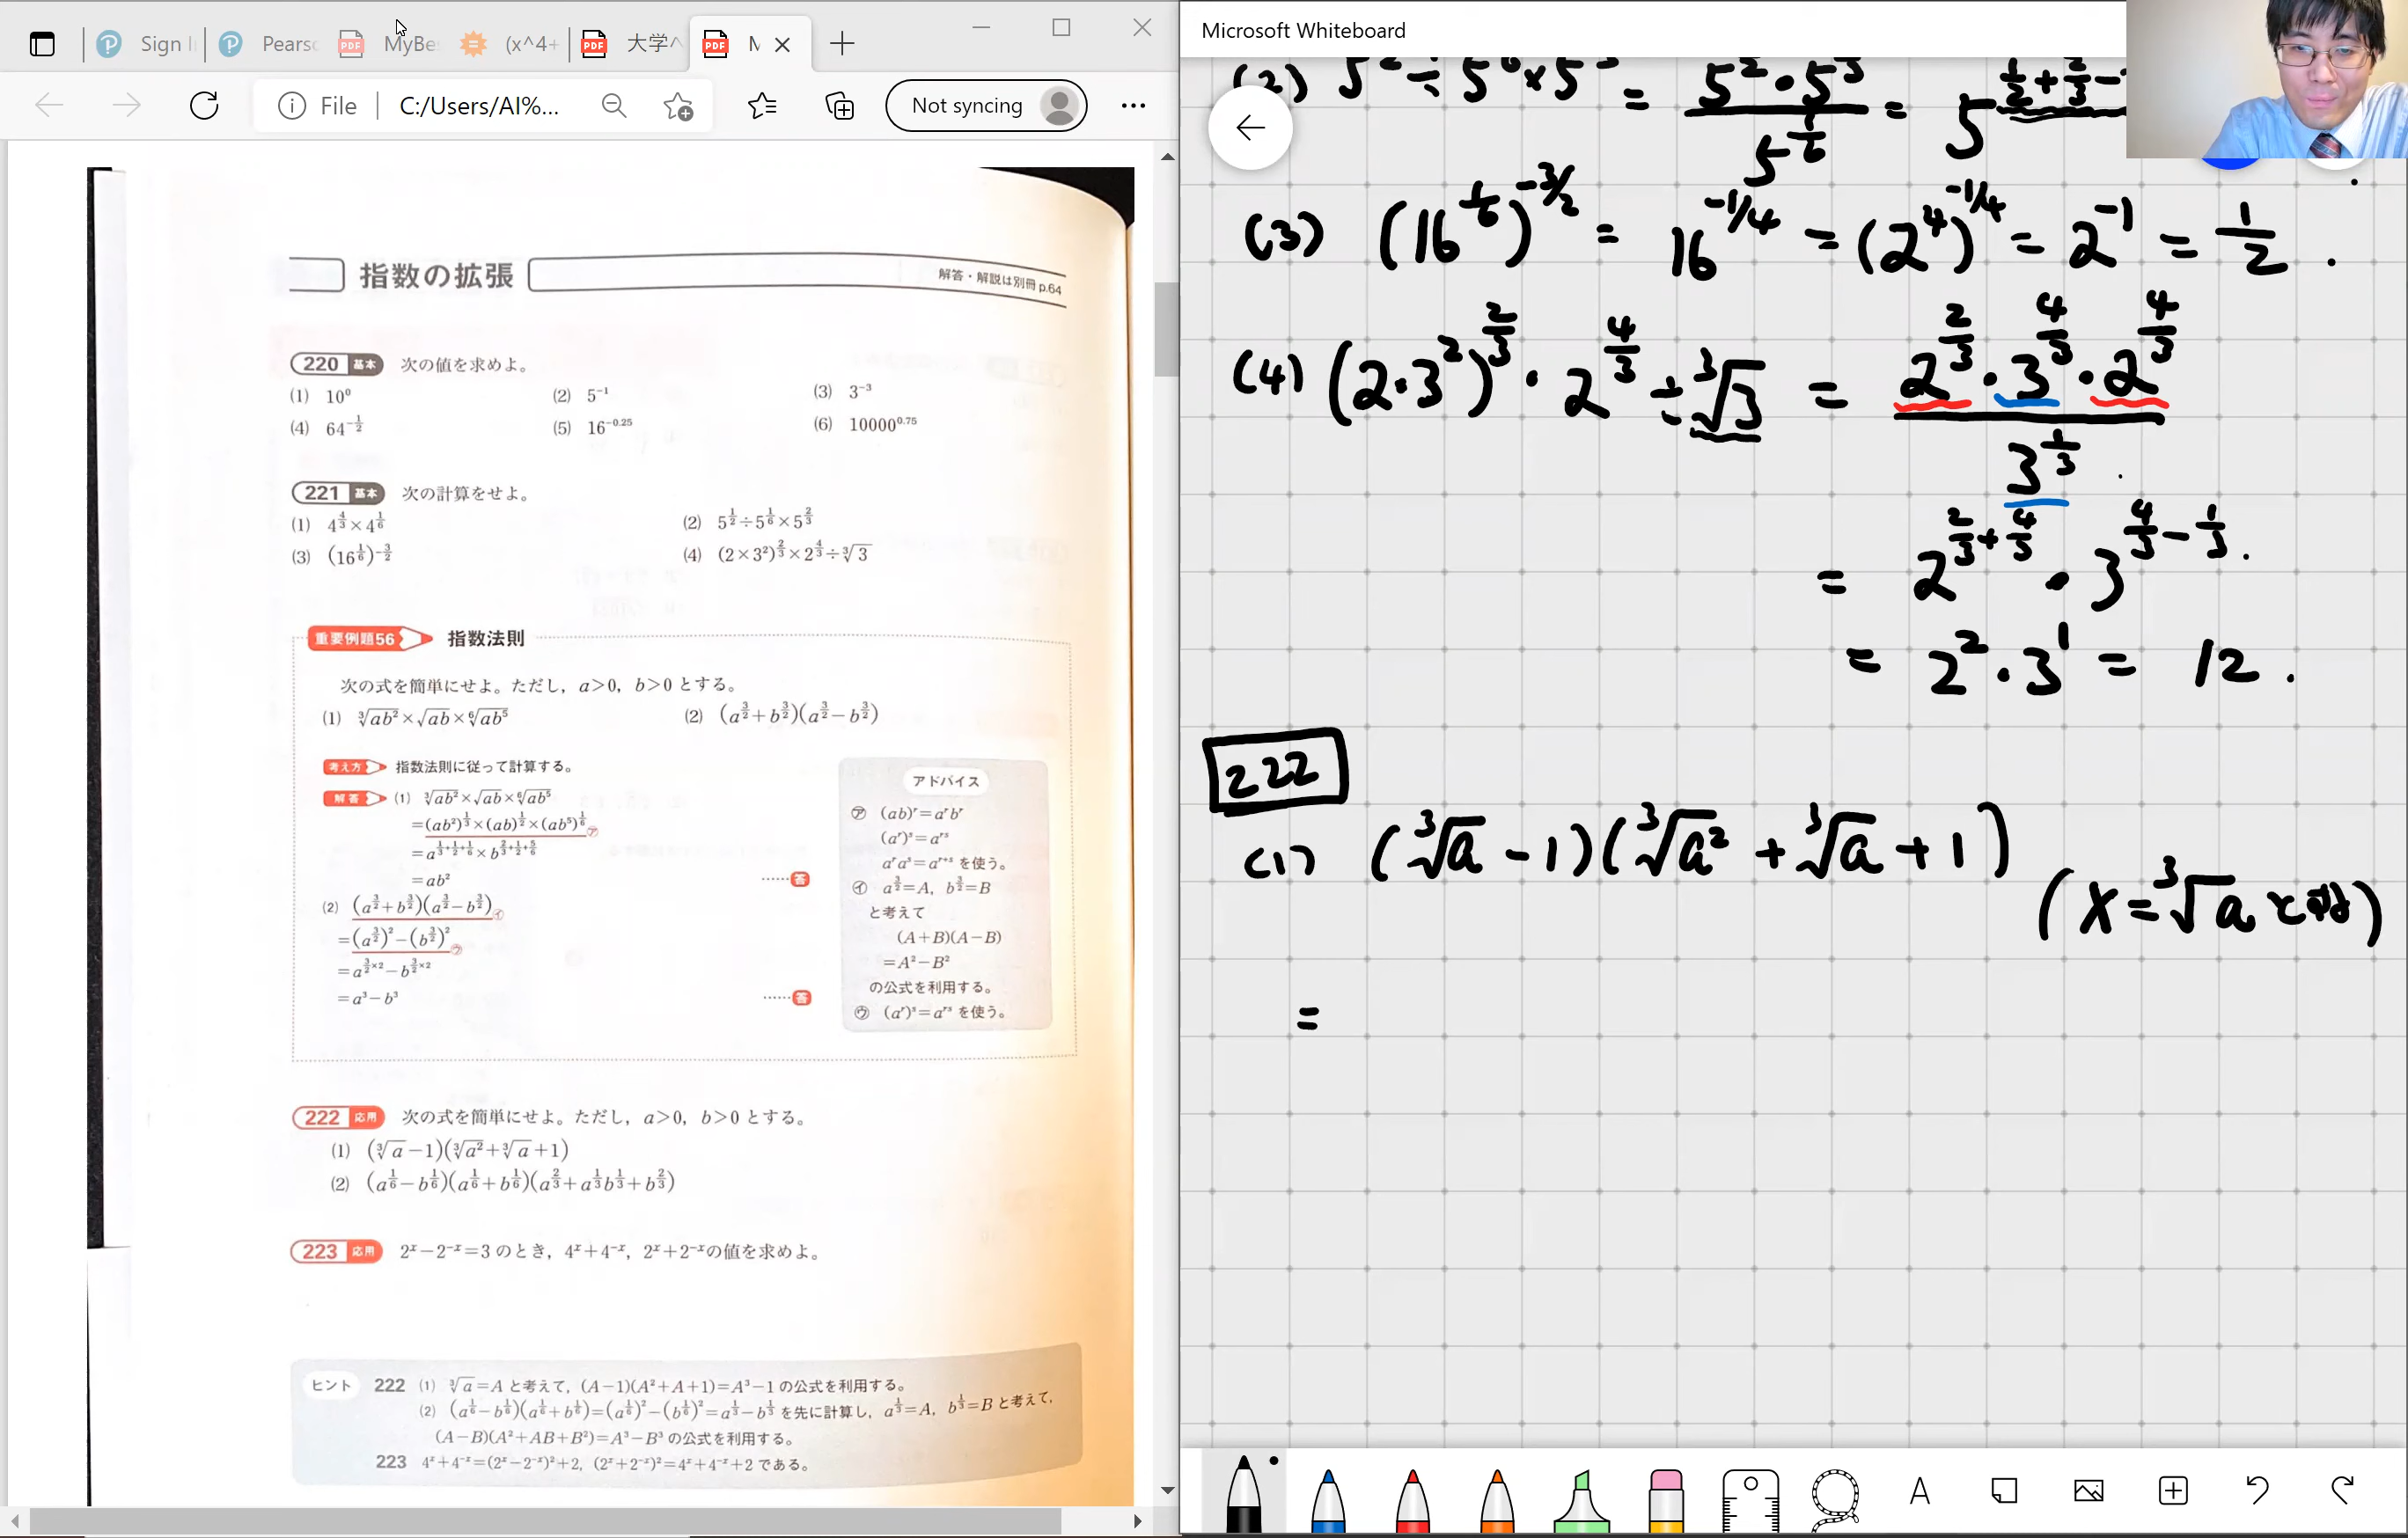 Sign I
Pears
MyBe
(x^4+
大学へ
M
File
C:/Users/AI%...
Not syncing
指数の拡張
解答・解説は別冊 p.64
220 基本 次の値を求めよ。
(1) 10⁰ (2) 5⁻¹ (3) 3⁻³
(4) 64^{-1/2} (5) 16^{-0.25} (6) 10000^{0.75}
221 基本 次の計算をせよ。
(1) 4^{4/3}×4^{1/6} (2) 5^{1/2}÷5^{1/6}×5^{2/3}
(3) (16^{1/6})^{-3/2} (4) (2×3²)^{2/3}×2^{4/3}÷∛3
重要例題56 指数法則
次の式を簡単にせよ。ただし, a>0, b>0 とする。
(1) ∛(ab²)×√(ab)×⁶√(ab⁵) (2) (a^{3/2}+b^{3/2})(a^{3/2}−b^{3/2})
考え方 指数法則に従って計算する。
解答 (1) ∛(ab²)×√(ab)×⁶√(ab⁵)
=(ab²)^{1/3}×(ab)^{1/2}×(ab⁵)^{1/6} ㋐
=a^{1/3+1/2+1/6}×b^{2/3+1/2+5/6}
=ab² ……答
(2) (a^{3/2}+b^{3/2})(a^{3/2}−b^{3/2}) ㋑
=(a^{3/2})²−(b^{3/2})² ㋒
=a^{3/2×2}−b^{3/2×2}
=a³−b³ ……答
アドバイス
㋐ (ab)^r=a^r b^r
(a^r)^s=a^{rs}
a^r a^s=a^{r+s} を使う。
㋑ a^{3/2}=A, b^{3/2}=B
と考えて
(A+B)(A−B)
=A²−B²
の公式を利用する。
㋒ (a^r)^s=a^{rs} を使う。
222 応用 次の式を簡単にせよ。ただし, a>0, b>0 とする。
(1) (∛a−1)(∛a²+∛a+1)
(2) (a^{1/6}−b^{1/6})(a^{1/6}+b^{1/6})(a^{2/3}+a^{1/3}b^{1/3}+b^{2/3})
223 応用 2^x−2^{-x}=3 のとき, 4^x+4^{-x}, 2^x+2^{-x}の値を求めよ。
ヒント 222 (1) ∛a=A と考えて, (A−1)(A²+A+1)=A³−1 の公式を利用する。
(2) (a^{1/6}−b^{1/6})(a^{1/6}+b^{1/6})=(a^{1/6})²−(b^{1/6})²=a^{1/3}−b^{1/3} を先に計算し, a^{1/3}=A, b^{1/3}=B と考えて,
(A−B)(A²+AB+B²)=A³−B³ の公式を利用する。
223 4^x+4^{-x}=(2^x−2^{-x})²+2, (2^x+2^{-x})²=4^x+4^{-x}+2 である。
Microsoft Whiteboard
(3) (16^{1/6})^{-3/2} = 16^{-1/4} = (2⁴)^{-1/4} = 2⁻¹ = 1/2 .
(4) (2・3²)^{2/3}・2^{4/3} ÷ ∛3 = 2^{2/3}・3^{4/3}・2^{4/3} / 3^{1/3} .
= 2^{2/3+4/3}・3^{4/3−1/3} .
= 2²・3¹ = 12 .
222
(1) (∛a −1)(∛a² +∛a +1)
(x=∛a と
=
A